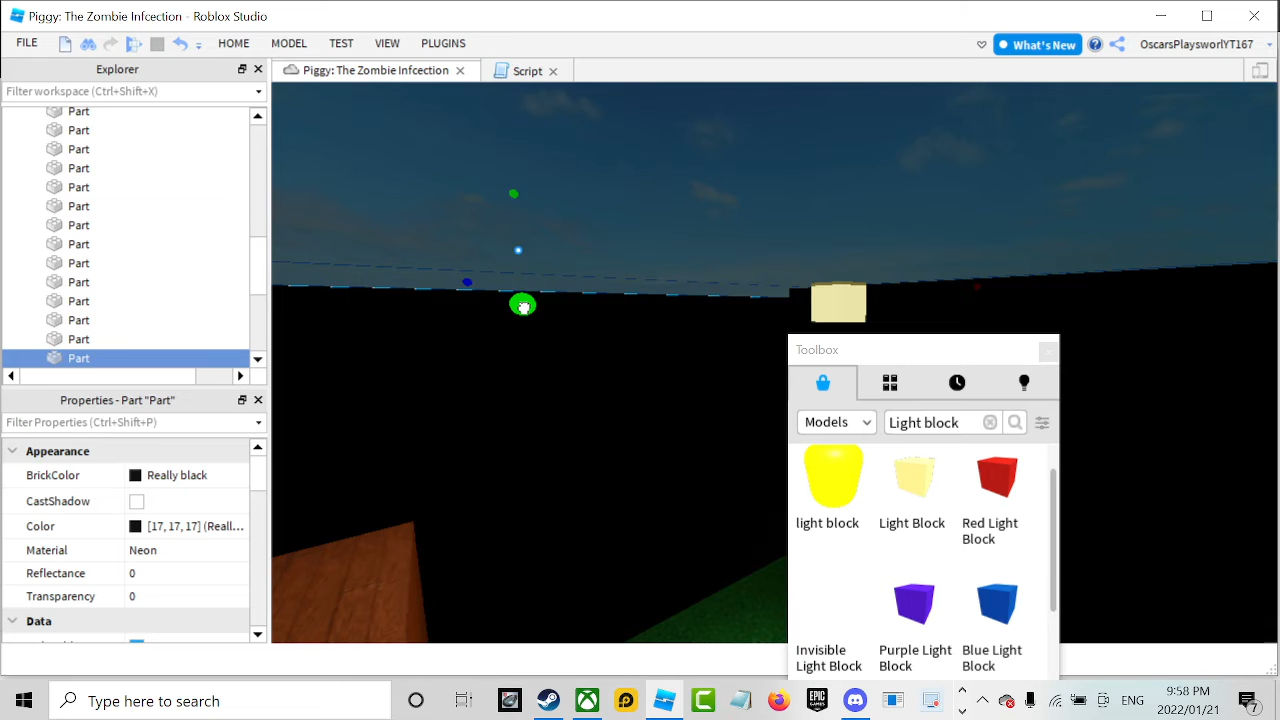 Piggy: The Zombie Infcection - Roblox Studio
FILE HOME MODEL TEST VIEW PLUGINS What's New OscarsPlaysworlYT167
Explorer
Piggy: The Zombie Infcection
Script
Filter workspace (Ctrl+Shift+X)
Part
Part
Part
Part
Part
Part
Part
Part
Part
Part
Part
Part
Part
Part
Properties - Part "Part"
Filter Properties (Ctrl+Shift+P)
Appearance
BrickColor Really black
CastShadow
Color [17, 17, 17] (Reall...
Material Neon
Reflectance 0
Transparency 0
Data
Toolbox
Models Light block
light block Light Block Red Light
Block
Invisible Purple Light Blue Light
Light Block Block Block
Type here to search
EPIC
GAMES
ENG
9:58 PM
2022/01/21
7